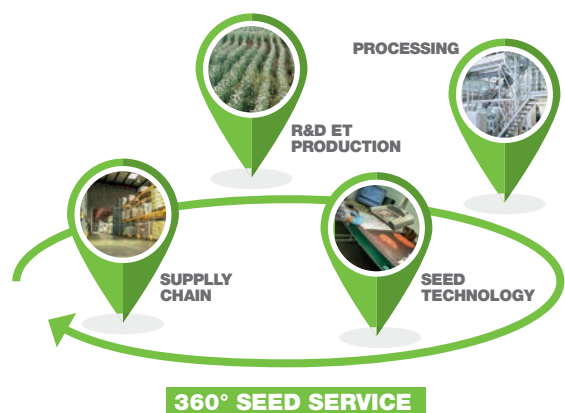 PROCESSING
R&D ET
PRODUCTION
SUPPLLY
CHAIN
SEED
TECHNOLOGY
360° SEED SERVICE